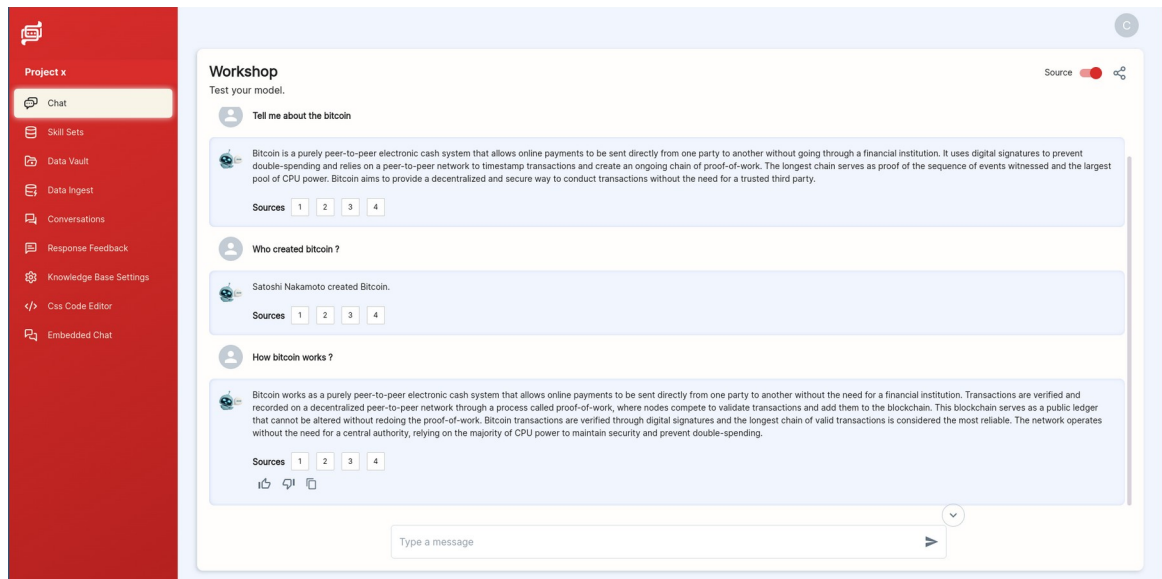 C
Project x
Chat
Skill Sets
Data Vault
Data Ingest
Conversations
Response Feedback
Knowledge Base Settings
</> Css Code Editor
Embedded Chat
Workshop
Source
Test your model.
Tell me about the bitcoin
Bitcoin is a purely peer-to-peer electronic cash system that allows online payments to be sent directly from one party to another without going through a financial institution. It uses digital signatures to prevent
double-spending and relies on a peer-to-peer network to timestamp transactions and create an ongoing chain of proof-of-work. The longest chain serves as proof of the sequence of events witnessed and the largest
pool of CPU power. Bitcoin aims to provide a decentralized and secure way to conduct transactions without the need for a trusted third party.
Sources 1 2 3 4
Who created bitcoin ?
Satoshi Nakamoto created Bitcoin.
Sources 1 2 3 4
How bitcoin works ?
Bitcoin works as a purely peer-to-peer electronic cash system that allows online payments to be sent directly from one party to another without the need for a financial institution. Transactions are verified and
recorded on a decentralized peer-to-peer network through a process called proof-of-work, where nodes compete to validate transactions and add them to the blockchain. This blockchain serves as a public ledger
that cannot be altered without redoing the proof-of-work. Bitcoin transactions are verified through digital signatures and the longest chain of valid transactions is considered the most reliable. The network operates
without the need for a central authority, relying on the majority of CPU power to maintain security and prevent double-spending.
Sources 1 2 3 4
Type a message